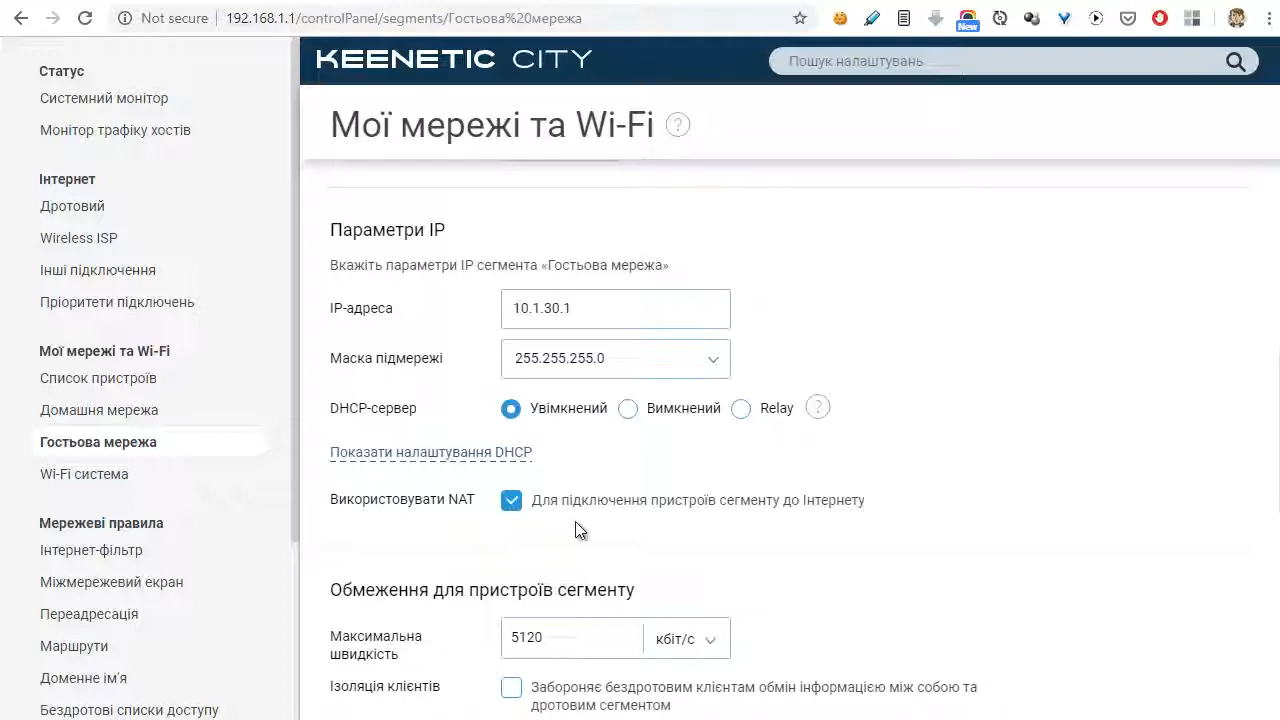 Not secure
192.168.1.1/controlPanel/segments/Гостьова%20мережа
New
KEENETIC CITY
Пошук налаштувань
Статус
Системний монітор
Монітор трафіку хостів
Інтернет
Дротовий
Wireless ISP
Інші підключення
Пріоритети підключень
Мої мережі та Wi-Fi
Список пристроїв
Домашня мережа
Гостьова мережа
Wi-Fi система
Мережеві правила
Інтернет-фільтр
Міжмережевий екран
Переадресація
Маршрути
Доменне ім'я
Бездротові списки доступу
Мої мережі та Wi-Fi ?
Параметри IP
Вкажіть параметри IP сегмента «Гостьова мережа»
IP-адреса 10.1.30.1
Маска підмережі 255.255.255.0
DHCP-сервер Увімкнений Вимкнений Relay ?
Показати налаштування DHCP
Використовувати NAT Для підключення пристроїв сегменту до Інтернету
Обмеження для пристроїв сегменту
Максимальна
швидкість
5120 кбіт/с
Ізоляція клієнтів
Забороняє бездротовим клієнтам обмін інформацією між собою та
дротовим сегментом